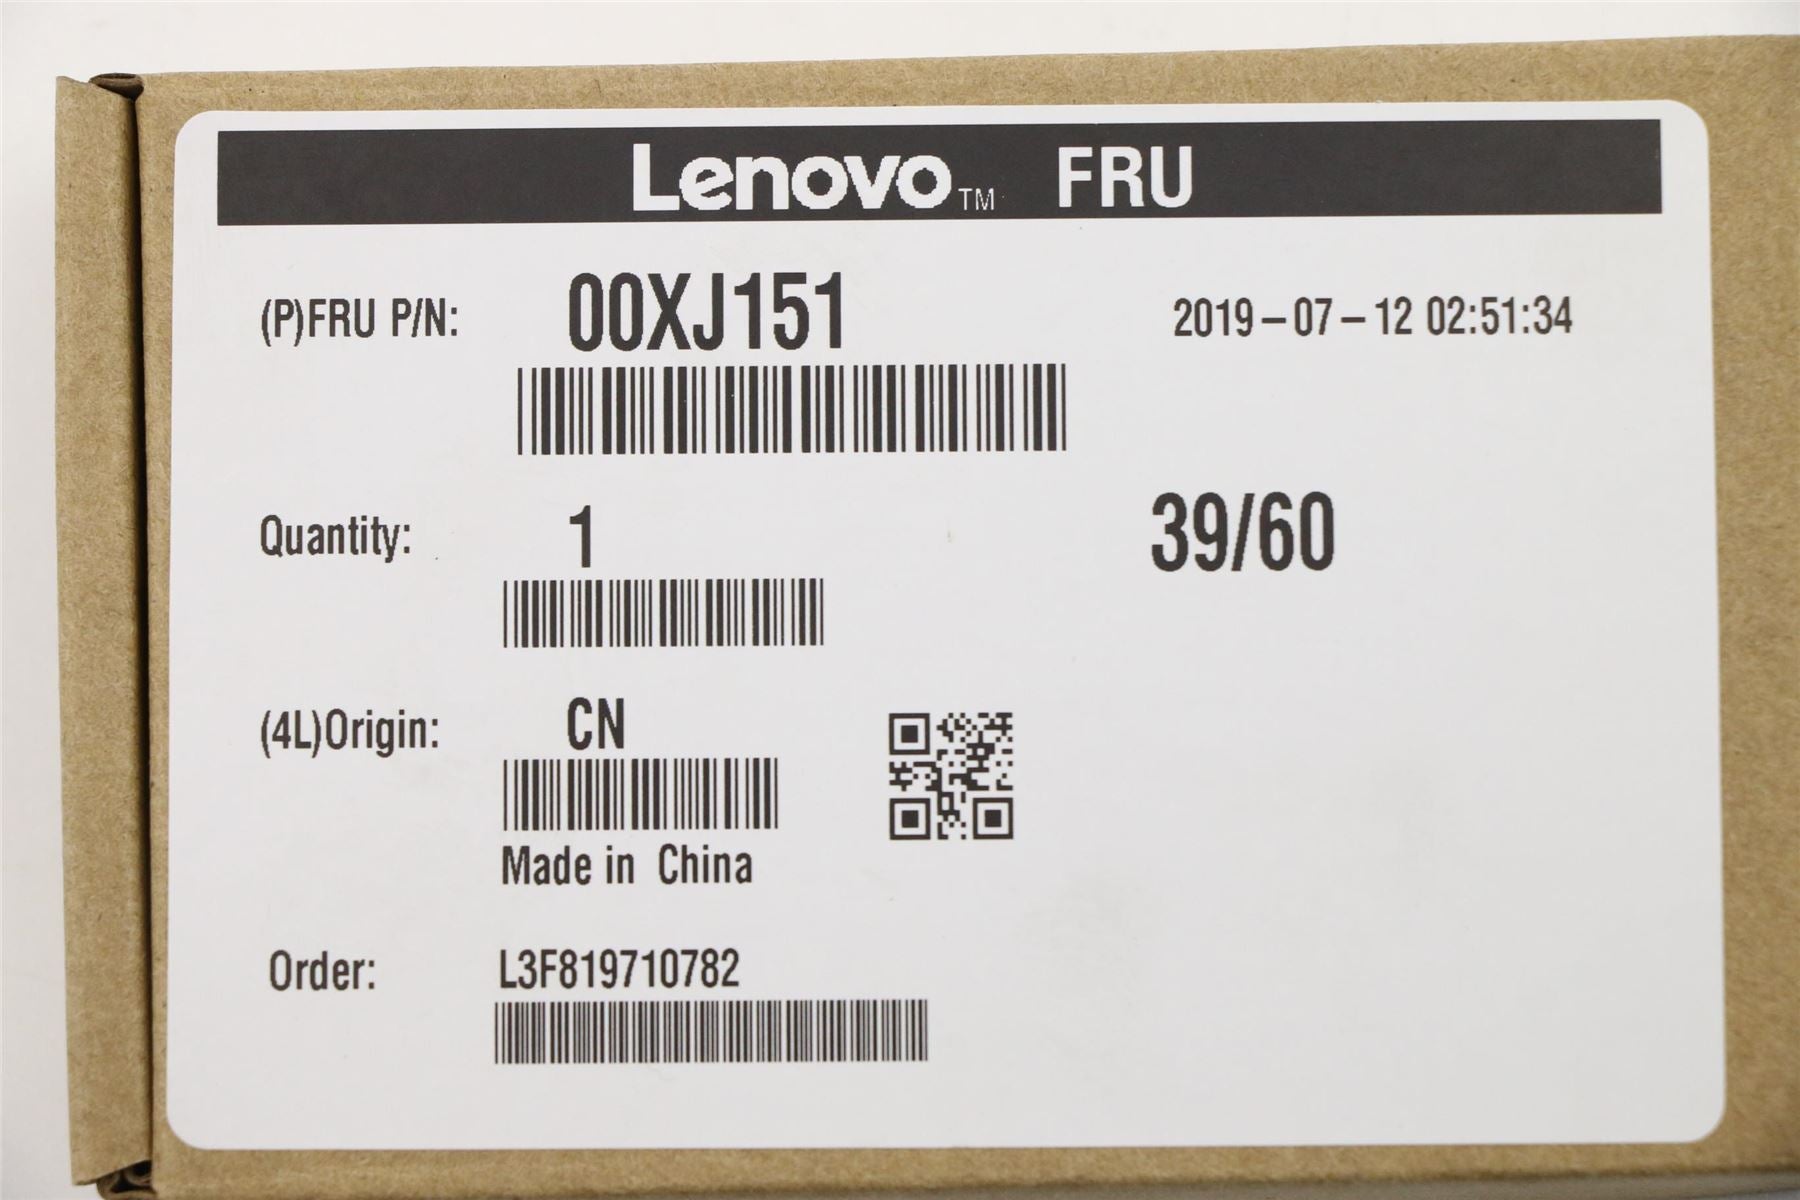 Lenovo™ FRU
(P)FRU P/N: 00XJ151 2019-07-12 02:51:34
Quantity: 1 39/60
(4L)Origin: CN
Made in China
Order: L3F819710782